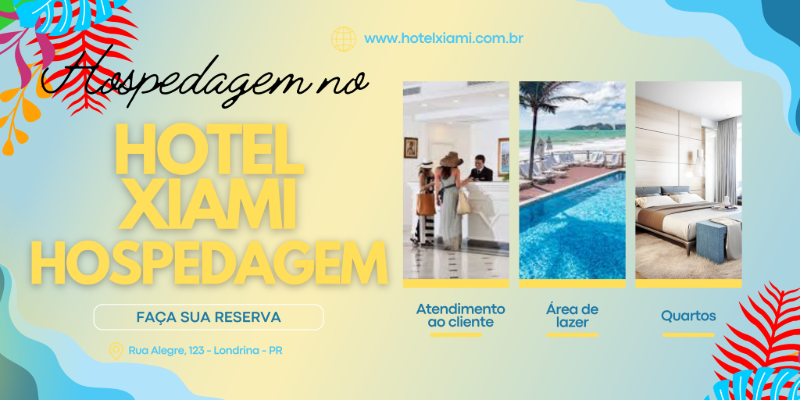 www.hotelxiami.com.br
Hospedagem no
HOTEL
XIAMI
HOSPEDAGEM
FAÇA SUA RESERVA
Rua Alegre, 123 - Londrina - PR
Atendimento
ao cliente
Área de
lazer
Quartos